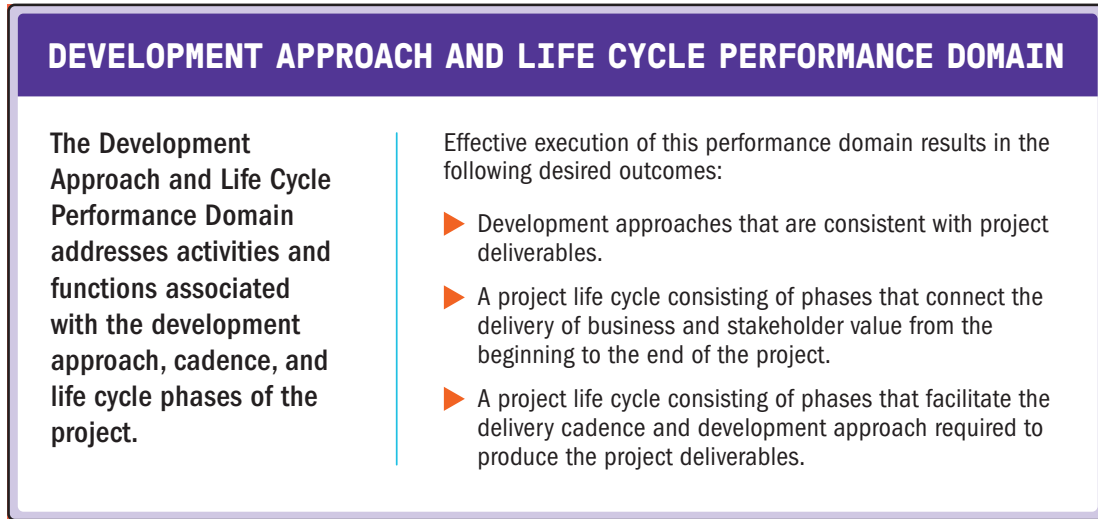 DEVELOPMENT APPROACH AND LIFE CYCLE PERFORMANCE DOMAIN
The Development
Approach and Life Cycle
Performance Domain
addresses activities and
functions associated
with the development
approach, cadence, and
life cycle phases of the
project.
Effective execution of this performance domain results in the
following desired outcomes:
Development approaches that are consistent with project
deliverables.
A project life cycle consisting of phases that connect the
delivery of business and stakeholder value from the
beginning to the end of the project.
A project life cycle consisting of phases that facilitate the
delivery cadence and development approach required to
produce the project deliverables.